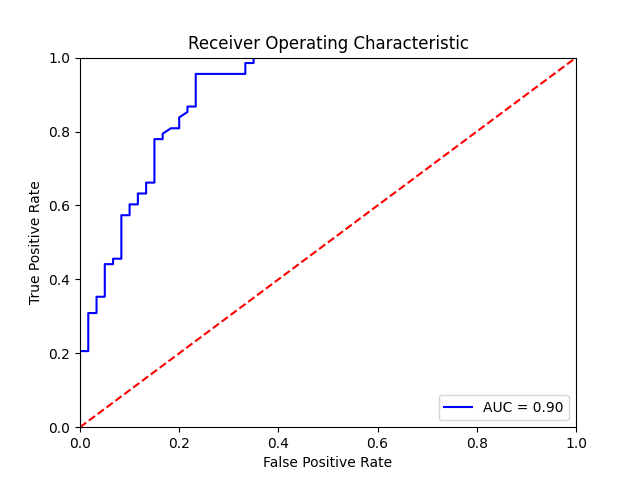 Receiver Operating Characteristic
True Positive Rate
1.0
0.8
0.6
0.4
0.2
0.0
AUC = 0.90
0.0 0.2 0.4 0.6 0.8 1.0
False Positive Rate